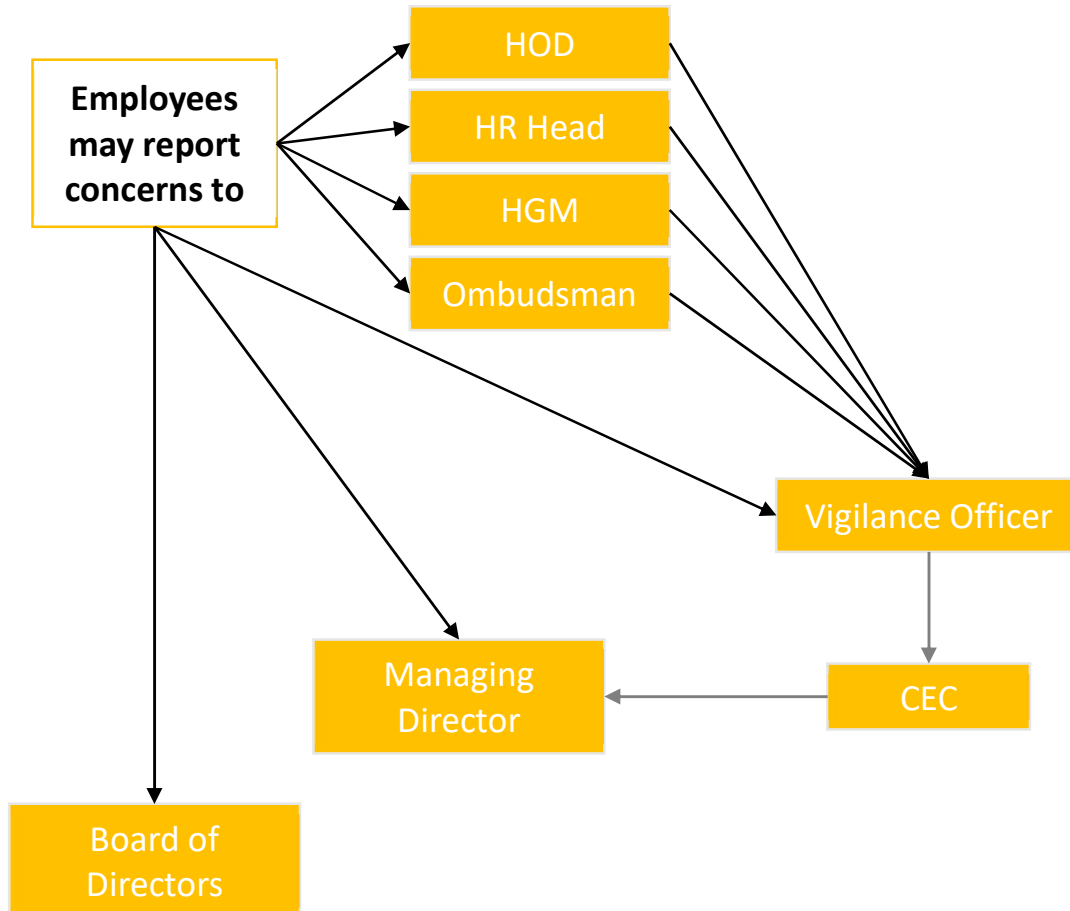 Employees
may report
concerns to
HOD
HR Head
HGM
Ombudsman
Vigilance Officer
Managing
Director
CEC
Board of
Directors